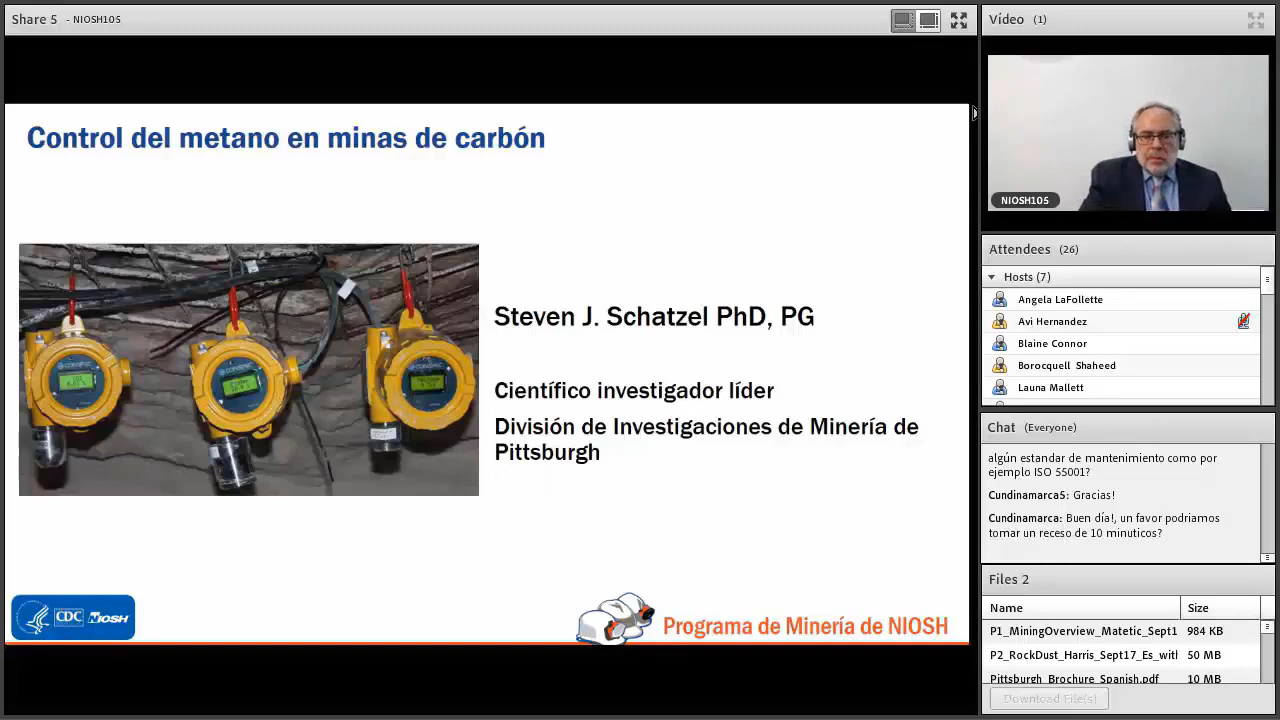 Share 5 - NIOSH105
Control del metano en minas de carbón
Steven J. Schatzel PhD, PG
Científico investigador líder
División de Investigaciones de Minería de
Pittsburgh
CDC NIOSH
Programa de Minería de NIOSH
Vídeo (1)
NIOSH105
Attendees (26)
Hosts (7)
Angela LaFollette
Avi Hernandez
Blaine Connor
Borocquell Shaheed
Launa Mallett
Chat (Everyone)
algún estandar de mantenimiento como por
ejemplo ISO 55001?
Cundinamarca5: Gracias!
Cundinamarca: Buen día!, un favor podriamos
tomar un receso de 10 minuticos?
Files 2
Name Size
P1_MiningOverview_Matetic_Sept1 984 KB
P2_RockDust_Harris_Sept17_Es_wit 50 MB
Pittsburgh_Brochure_Spanish.pdf 10 MB
Download File(s)